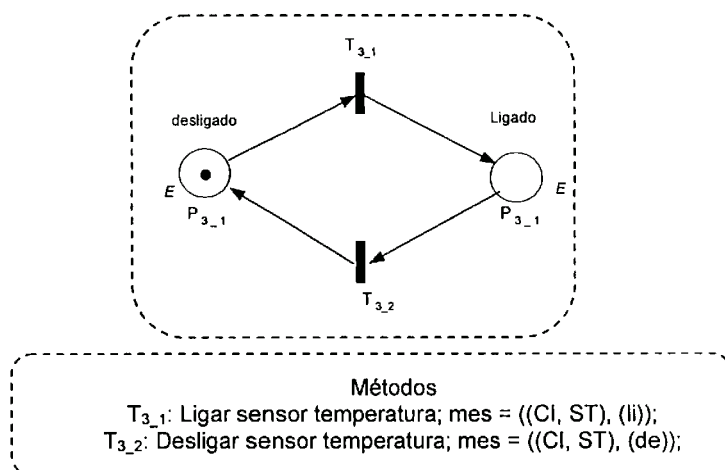 T3_1
desligado
Ligado
E
P3_1
P3_1
E
T3_2
Métodos
T3_1: Ligar sensor temperatura; mes = ((CI, ST), (li));
T3_2: Desligar sensor temperatura; mes = ((CI, ST), (de));